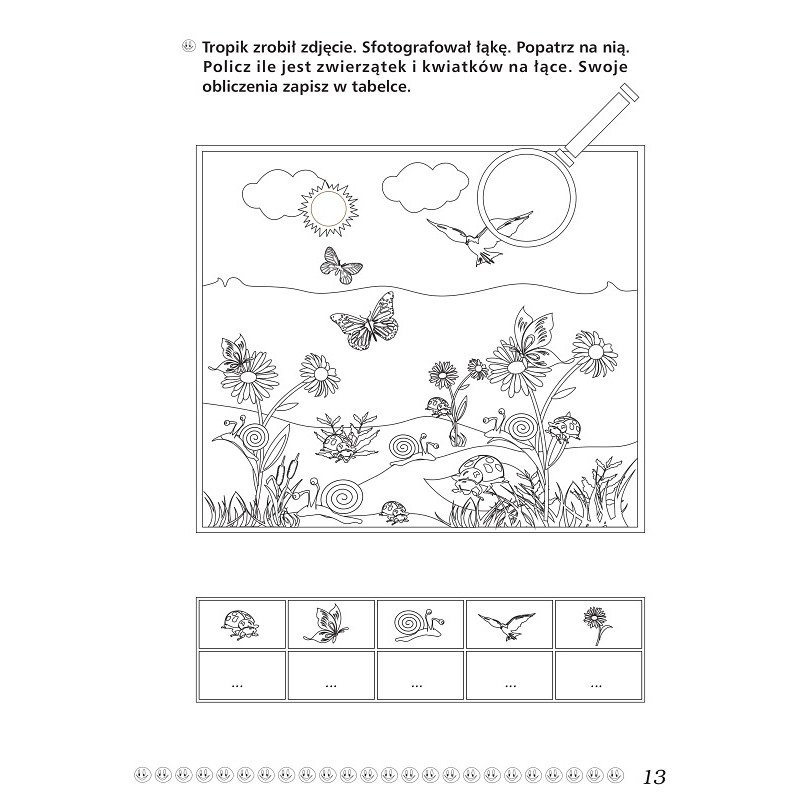 Tropik zrobił zdjęcie. Sfotografował łąkę. Popatrz na nią.
Policz ile jest zwierzątek i kwiatków na łące. Swoje
obliczenia zapisz w tabelce.
... ... ... ... ...
13